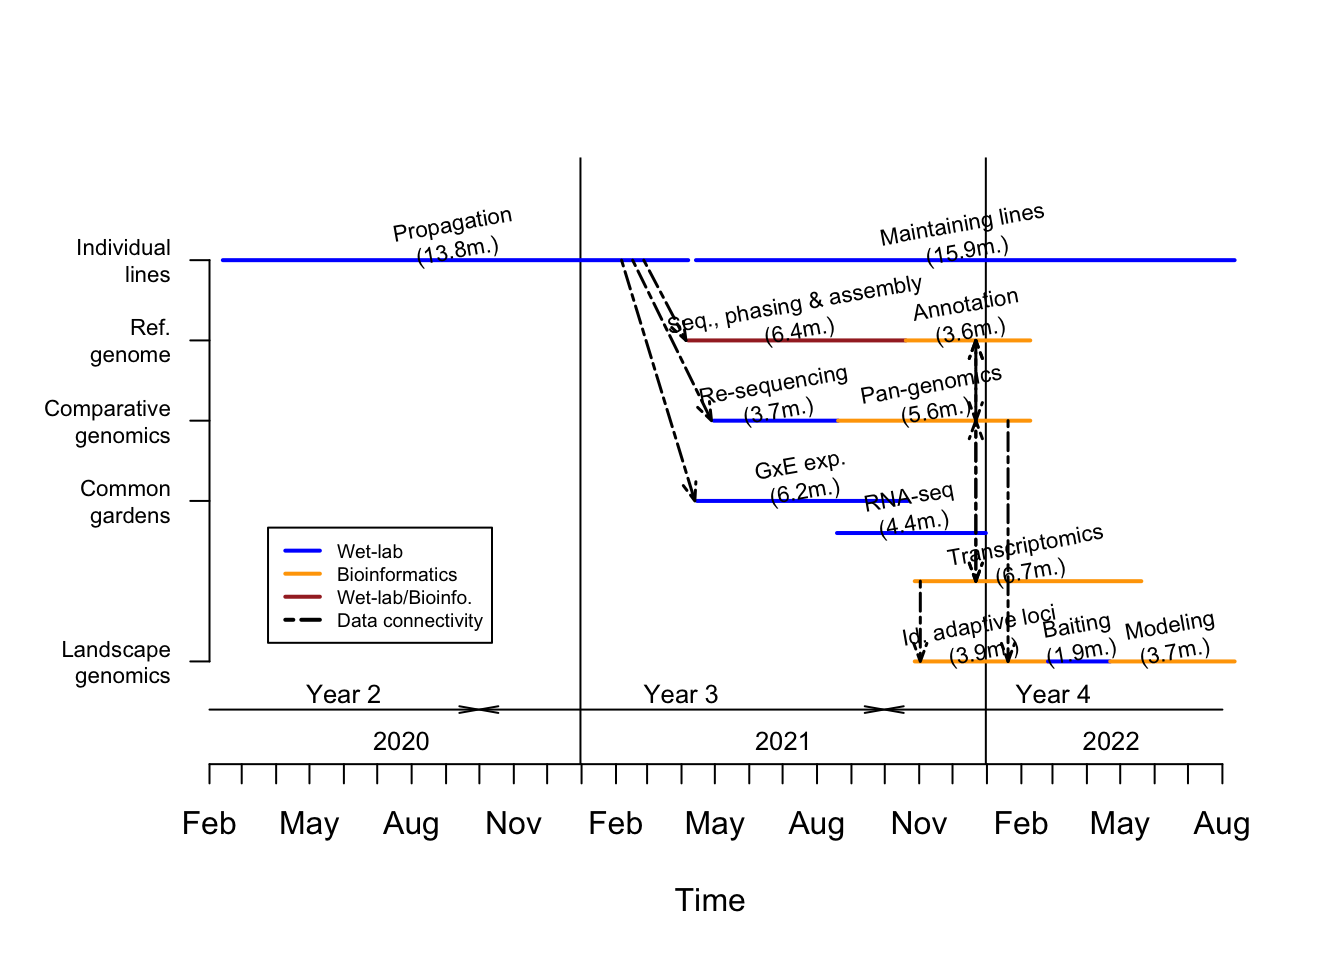 Propagation
(13.8m.)
Maintaining lines
(15.9m.)
Individual
lines
Seq., phasing & assembly
(6.4m.)
Annotation
(3.6m.)
Ref.
genome
Re-sequencing
(3.7m.)
Pan-genomics
(5.6m.)
Comparative
genomics
GxE exp.
(6.2m.)
RNA-seq
(4.4m.)
Common
gardens
Transcriptomics
(6.7m.)
Wet-lab
Bioinformatics
Wet-lab/Bioinfo.
Data connectivity
Id. adaptive loci
(3.9m.)
Baiting
(1.9m.)
Modeling
(3.7m.)
Landscape
genomics
Year 2 Year 3 Year 4
2020 2021 2022
Feb May Aug Nov Feb May Aug Nov Feb May Aug
Time